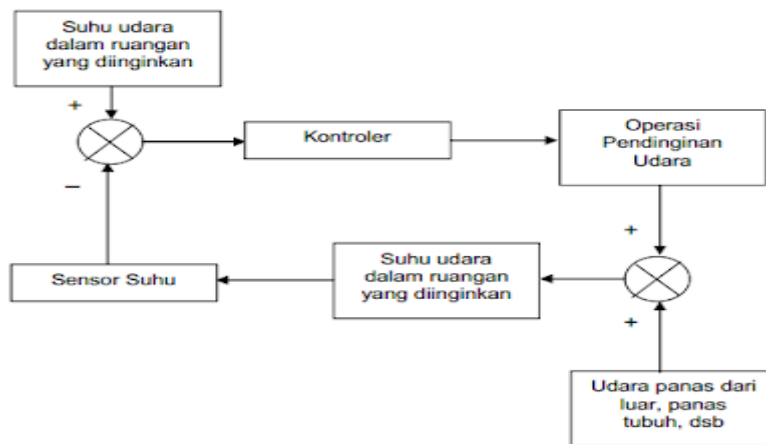 Suhu udara
dalam ruangan
yang diinginkan
+
Kontroler
Operasi
Pendinginan
Udara
–
+
Sensor Suhu
Suhu udara
dalam ruangan
yang diinginkan
+
Udara panas dari
luar, panas
tubuh, dsb